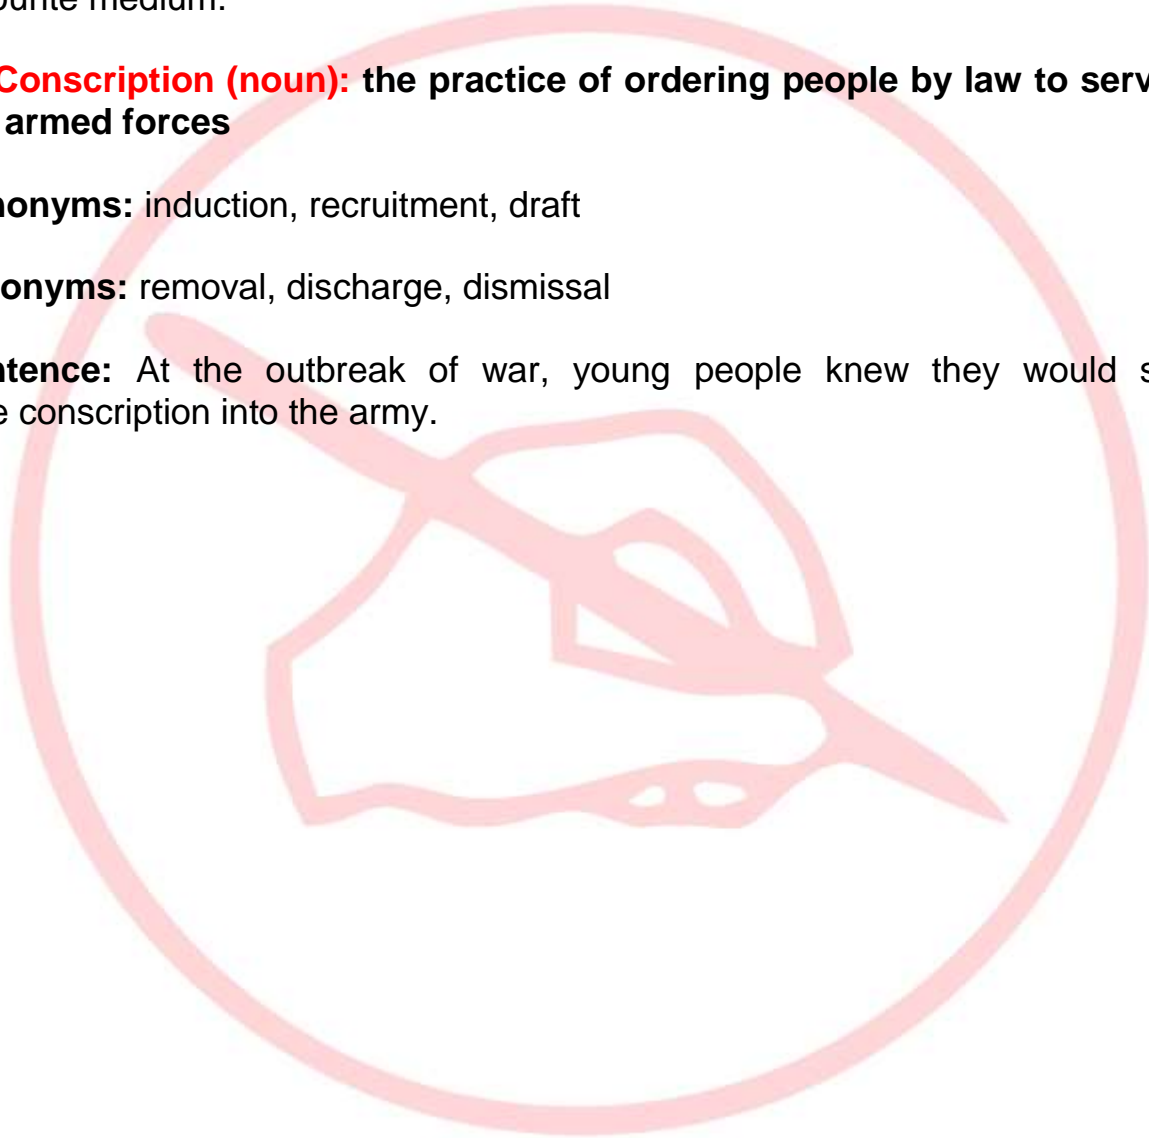 ourite medium.
Conscription (noun): the practice of ordering people by law to serv
armed forces
nonyms: induction, recruitment, draft
onyms: removal, discharge, dismissal
ntence: At the outbreak of war, young people knew they would s
e conscription into the army.